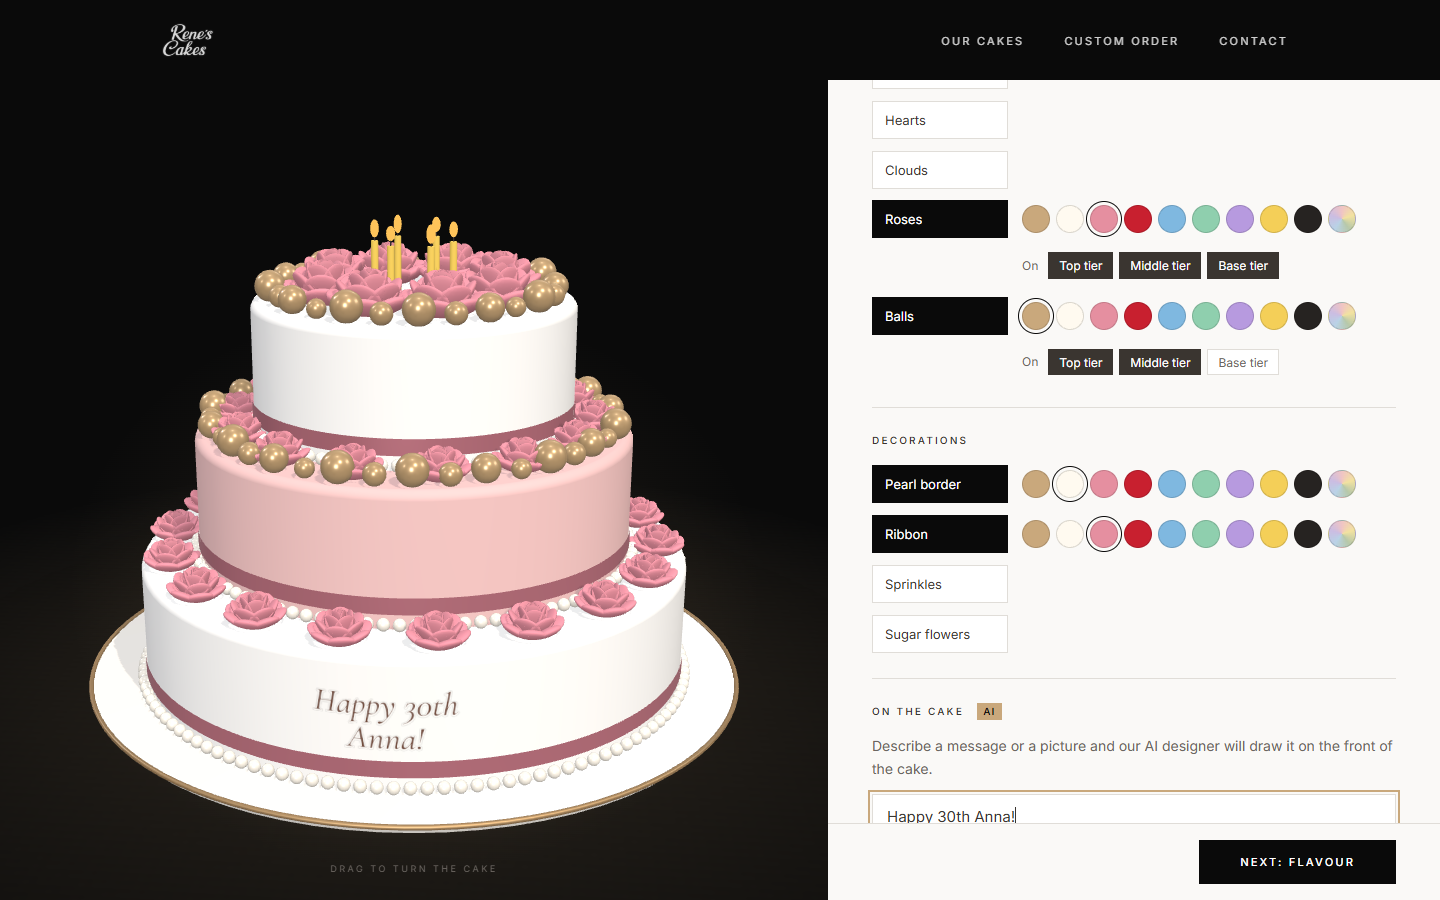 Rene's
Cakes
OUR CAKES
CUSTOM ORDER
CONTACT
Happy 30th
Anna!
DRAG TO TURN THE CAKE
Hearts
Clouds
Roses
On Top tier Middle tier Base tier
Balls
On Top tier Middle tier Base tier
DECORATIONS
Pearl border
Ribbon
Sprinkles
Sugar flowers
ON THE CAKE AI
Describe a message or a picture and our AI designer will draw it on the front of
the cake.
Happy 30th Anna!
NEXT: FLAVOUR